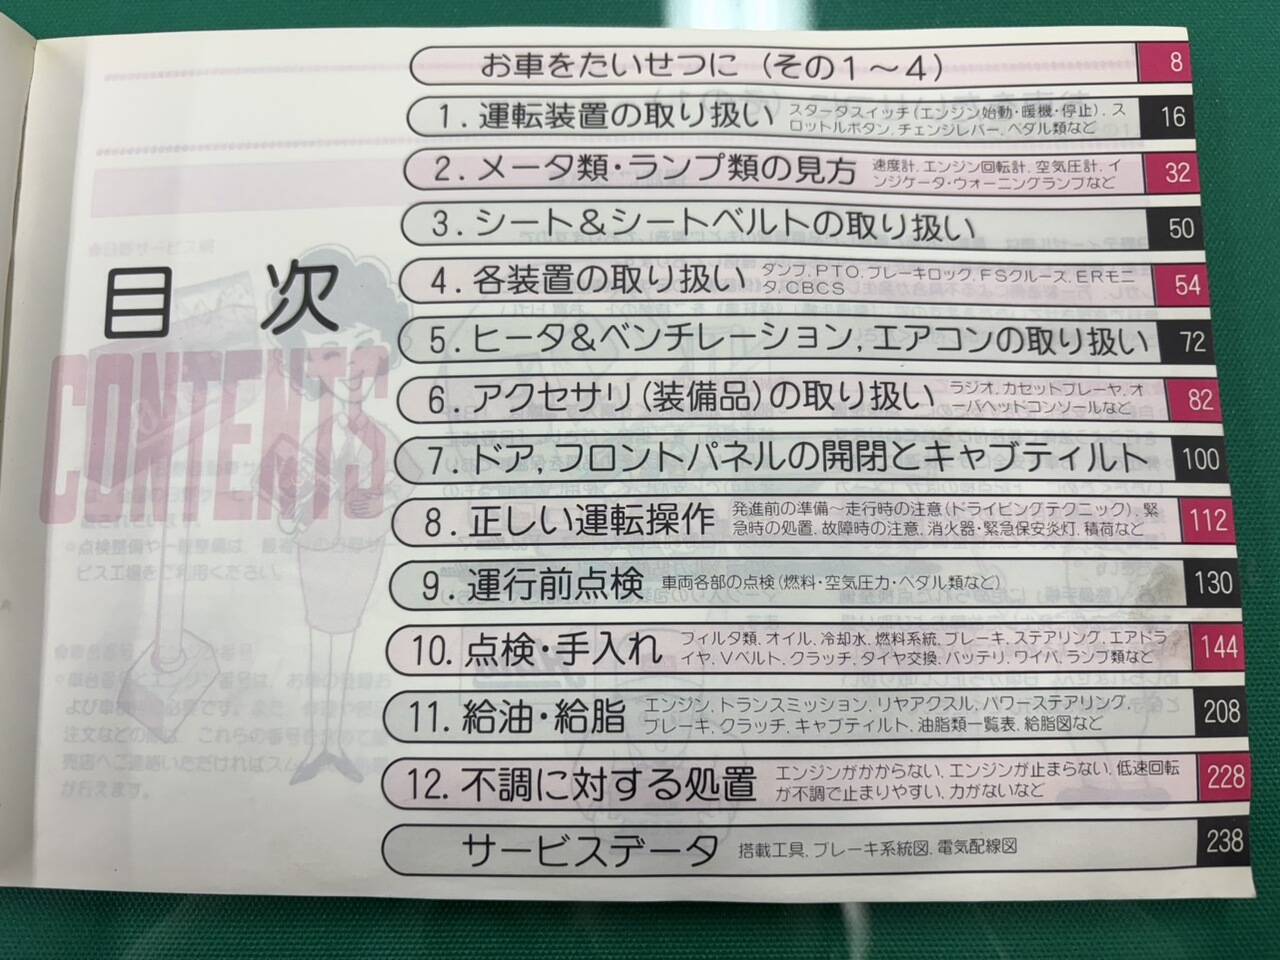 目次
CONTENTS
お車をたいせつに（その１～４） 8
1. 運転装置の取り扱い スタータスイッチ（エンジン始動・暖機・停止）、ス 16
ロットルボタン、チェンジレバー、ペダル類など
2. メータ類・ランプ類の見方 速度計、エンジン回転計、空気圧計、イ 32
ンジケータ・ウォーニングランプなど
3. シート＆シートベルトの取り扱い 50
4. 各装置の取り扱い ダンプ、PTO、ブレーキロック、FSクルーズ、ERモニ 54
タ、CBCS
5. ヒータ＆ベンチレーション，エアコンの取り扱い 72
6. アクセサリ（装備品）の取り扱い ラジオ、カセットプレーヤ、オ 82
ーバヘッドコンソールなど
7. ドア，フロントパネルの開閉とキャブティルト 100
8. 正しい運転操作 発進前の準備～走行時の注意（ドライビングテクニック）、緊 112
急時の処置、故障時の注意、消火器・緊急保安炎灯、積荷など
9. 運行前点検 車両各部の点検（燃料・空気圧力・ペダル類など） 130
10. 点検・手入れ フィルタ類、オイル、冷却水、燃料系統、ブレーキ、ステアリング、エアドラ 144
イヤ、Vベルト、クラッチ、タイヤ交換、バッテリ、ワイパ、ランプ類など
11. 給油・給脂 エンジン、トランスミッション、リヤアクスル、パワーステアリング、 208
ブレーキ、クラッチ、キャブティルト、油脂類一覧表、給脂図など
12. 不調に対する処置 エンジンがかからない、エンジンが止まらない、低速回転 228
が不調で止まりやすい、力がないなど
サービスデータ 搭載工具、ブレーキ系統図、電気配線図 238